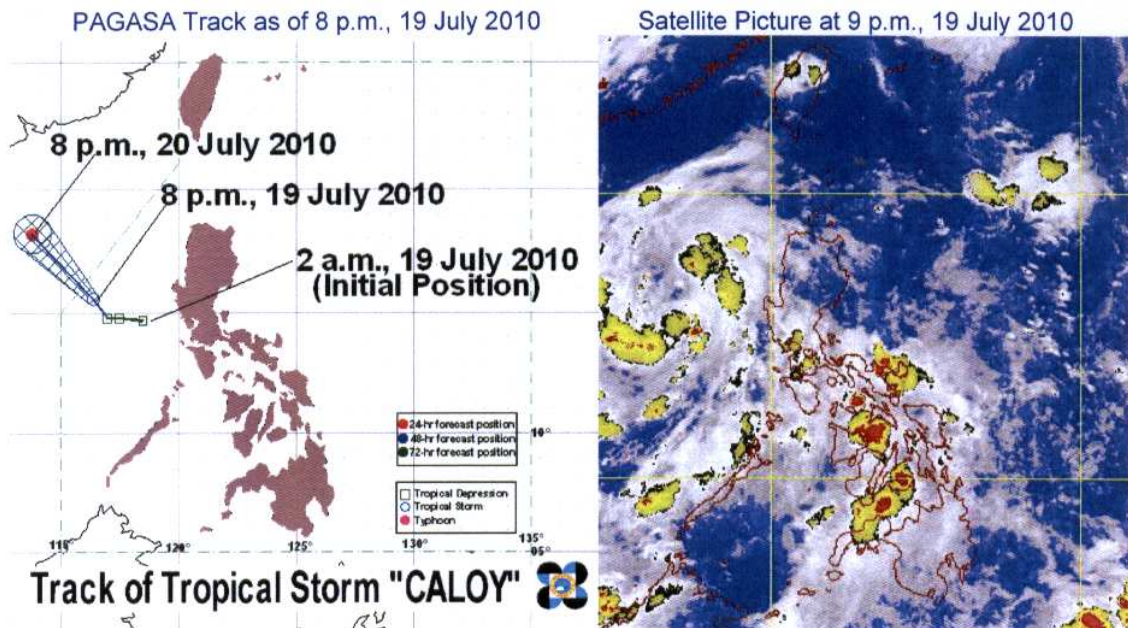 PAGASA Track as of 8 p.m., 19 July 2010
Satellite Picture at 9 p.m., 19 July 2010
8 p.m., 20 July 2010
8 p.m., 19 July 2010
2 a.m., 19 July 2010
(Initial Position)
24-hr forecast position
48-hr forecast position
72-hr forecast position
10°
Tropical Depression
Tropical Storm
Typhoon
115°
120°
125°
130°
135°
05°
Track of Tropical Storm "CALOY"